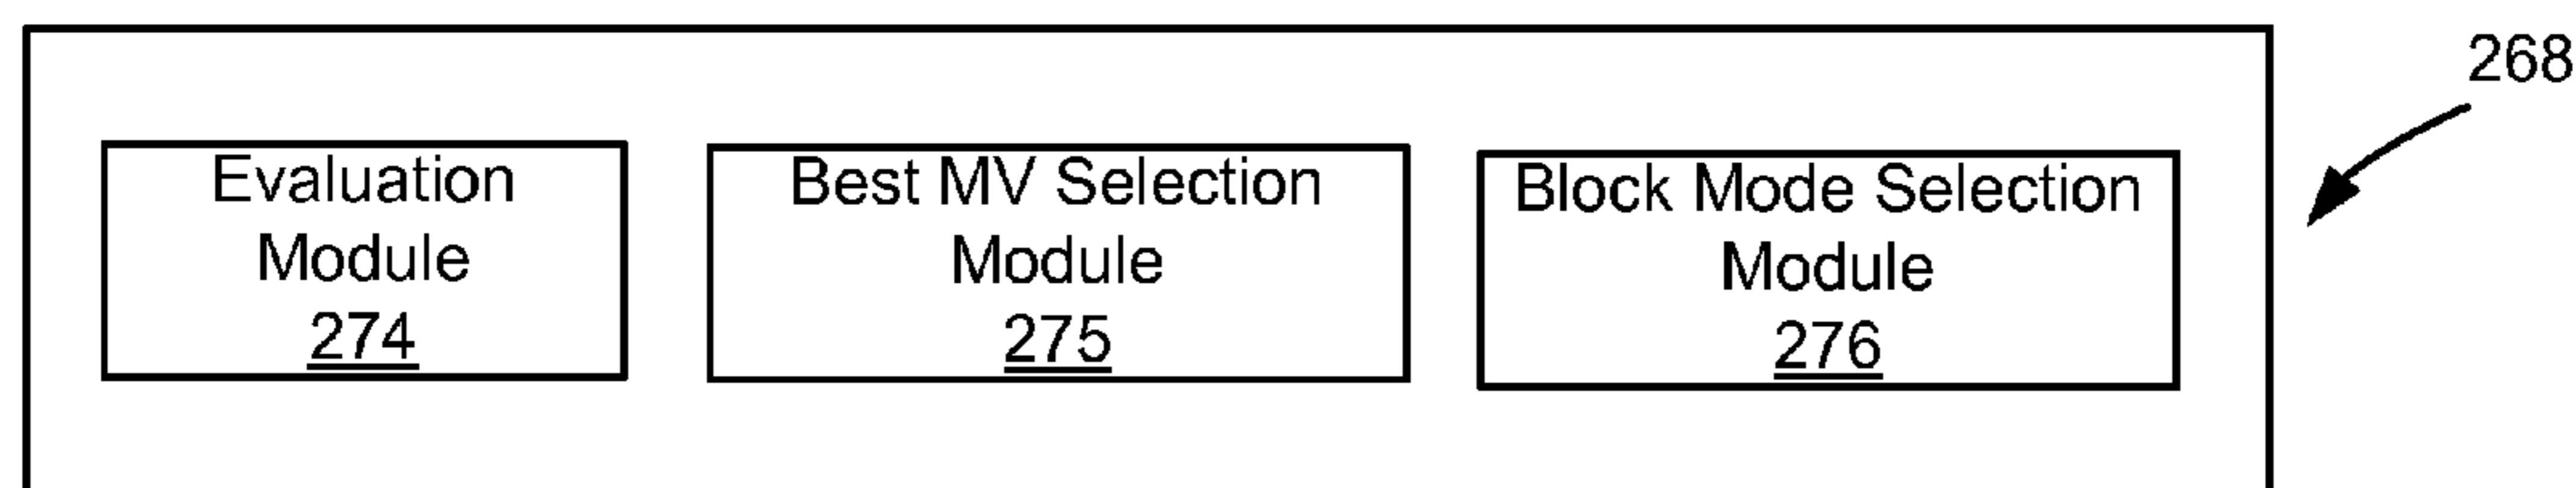 268
Evaluation
Module
274
Best MV Selection
Module
275
Block Mode Selection
Module
276